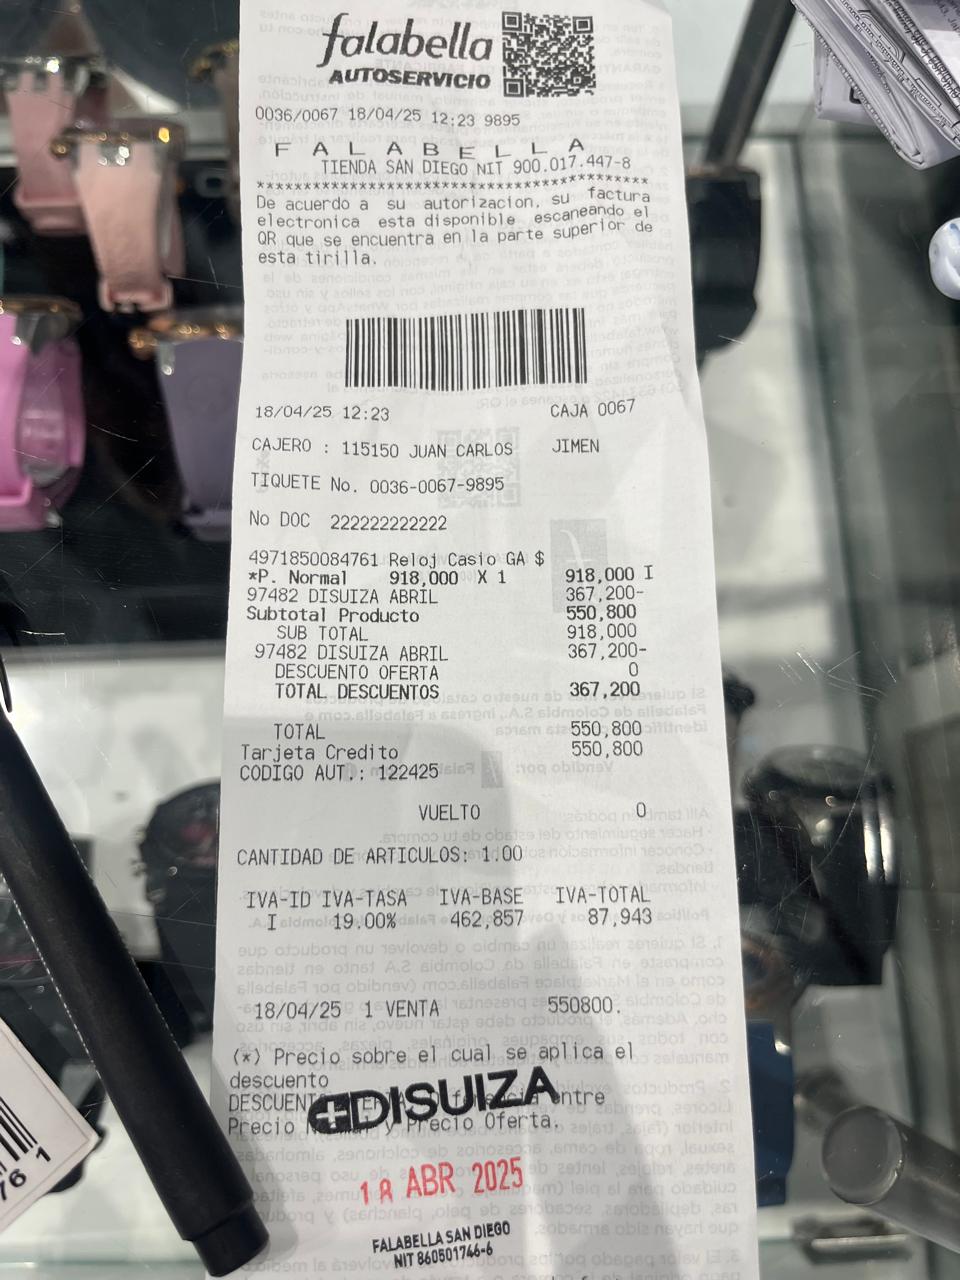 falabella
AUTOSERVICIO
0036/0067 18/04/25 12:23 9895
F A L A B E L L A
TIENDA SAN DIEGO NIT 900.017.447-8
****************************************
De acuerdo a su autorizacion, su factura
electronica esta disponible escaneando el
QR que se encuentra en la parte superior de
esta tirilla.
18/04/25 12:23 CAJA 0067
CAJERO : 115150 JUAN CARLOS JIMEN
TIQUETE No. 0036-0067-9895
No DOC 222222222222
4971850084761 Reloj Casio GA $
*P. Normal 918,000 X 1 918,000 I
97482 DISUIZA ABRIL 367,200-
Subtotal Producto 550,800
SUB TOTAL 918,000
97482 DISUIZA ABRIL 367,200-
DESCUENTO OFERTA 0
TOTAL DESCUENTOS 367,200
TOTAL 550,800
Tarjeta Credito 550,800
CODIGO AUT.: 122425
VUELTO 0
CANTIDAD DE ARTICULOS: 1.00
IVA-ID IVA-TASA IVA-BASE IVA-TOTAL
I 19.00% 462,857 87,943
18/04/25 1 VENTA 550800.
(*) Precio sobre el cual se aplica el
descuento
entre
Precio y Precio Oferta.
DISUIZA
18 ABR 2025
FALABELLA SAN DIEGO
NIT 860501746-6
76 1